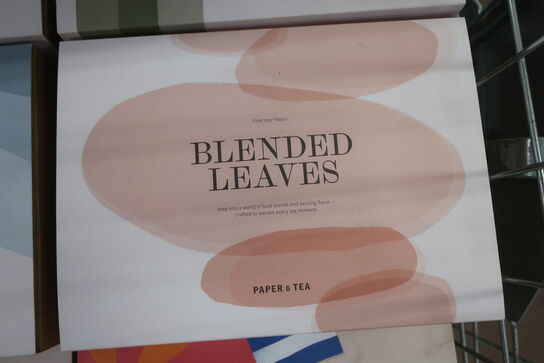 Find Your Flavor
BLENDED
LEAVES
Step into a world of bold blends and exciting flavor –
crafted to elevate every tea moment.
PAPER & TEA